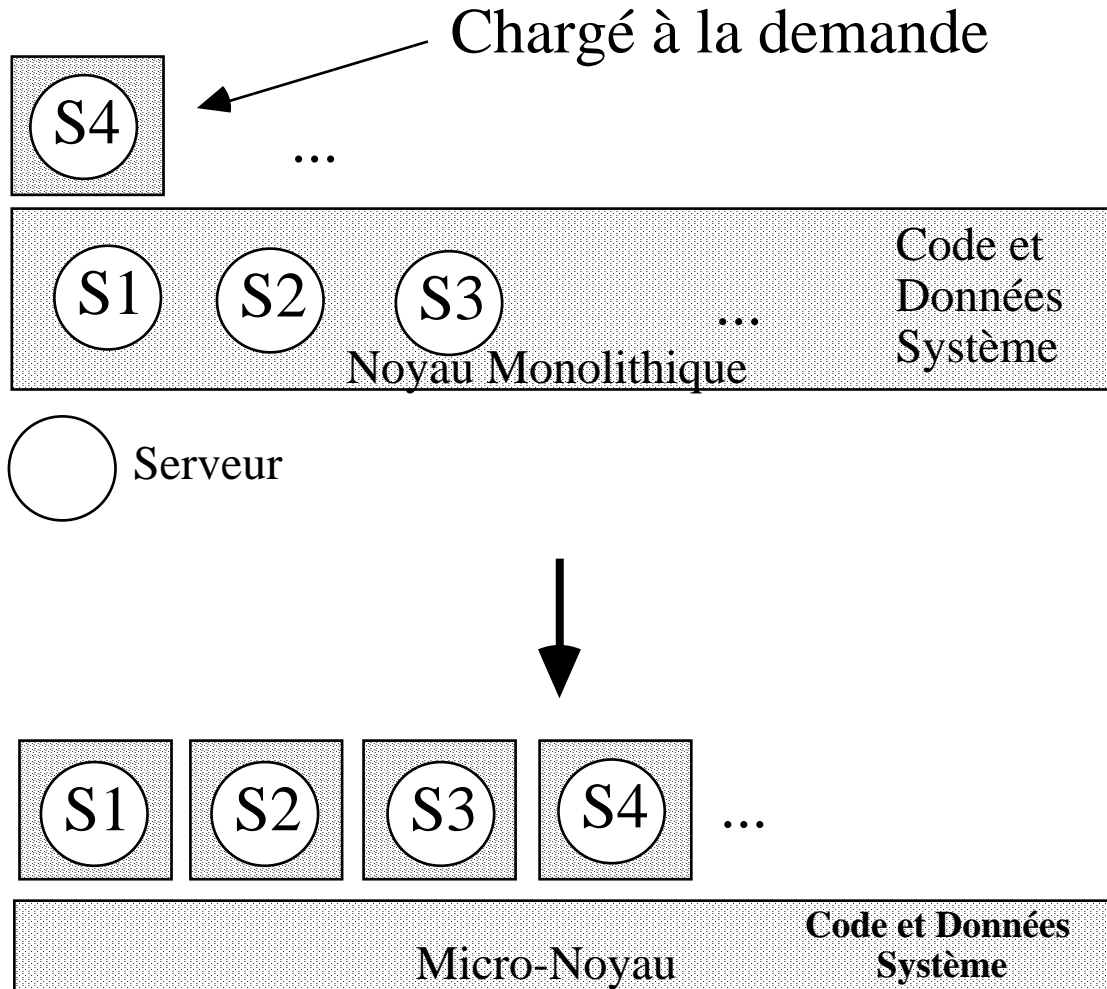 Chargé à la demande
S4
...
S1 S2 S3 ...
Code et
Données
Système
Noyau Monolithique
Serveur
S1 S2 S3 S4 ...
Code et Données
Système
Micro-Noyau